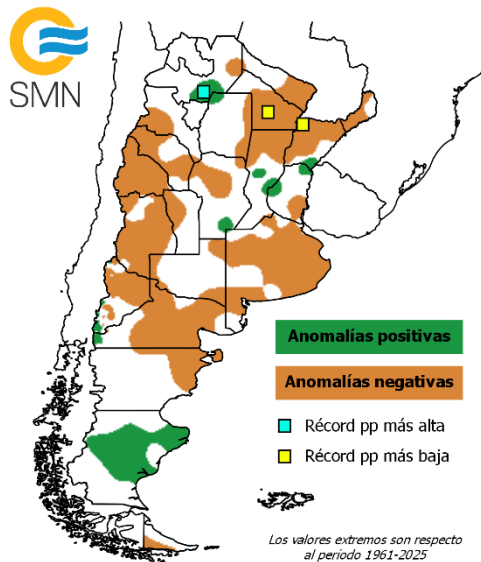 SMN
Anomalías positivas
Anomalías negativas
Récord pp más alta
Récord pp más baja
Los valores extremos son respecto
al período 1961-2025